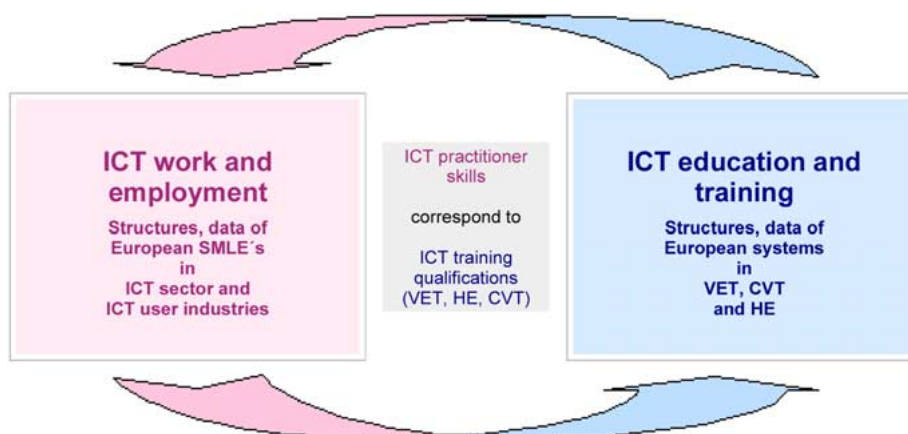 ICT work and
employment
Structures, data of
European SMLE´s
in
ICT sector and
ICT user industries
ICT practitioner
skills
correspond to
ICT training
qualifications
(VET, HE, CVT)
ICT education and
training
Structures, data of
European systems
in
VET, CVT
and HE